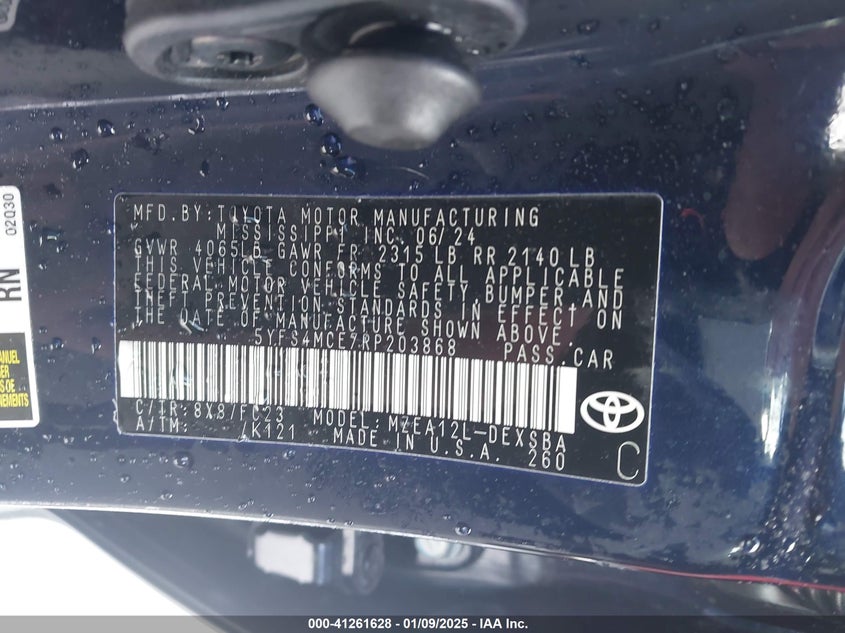 MFD. BY: TOYOTA MOTOR MANUFACTURING
MISSISSIPPI INC. 06/24
GVWR 4065LB GAWR FR 2315 LB RR 2140 LB
THIS VEHICLE CONFORMS TO ALL APPLICABLE
FEDERAL MOTOR VEHICLE SAFETY, BUMPER, AND
THEFT PREVENTION STANDARDS IN EFFECT ON
THE DATE OF MANUFACTURE SHOWN ABOVE.
5YFS4MCE7RP203868 PASS. CAR
C/TR: 8X8/FC23 MODEL: MZEA12L-DEXSBA
A/TM: /K121 MADE IN U.S.A. 260
C
02Q30
RN
000-41261628 - 01/09/2025 - IAA Inc.